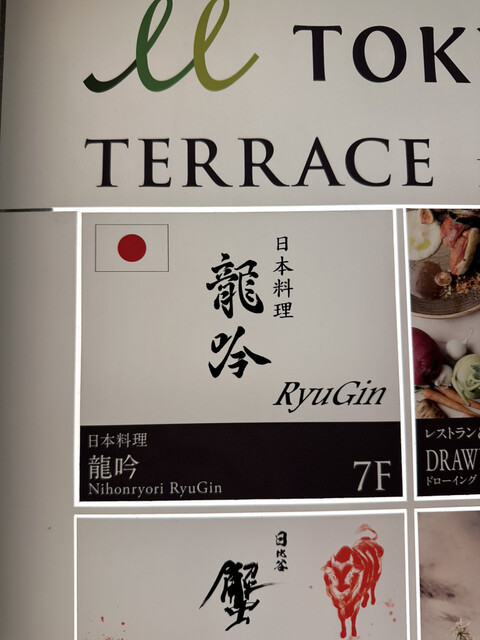 TOK
TERRACE
日本料理
龍吟
RyuGin
日本料理
龍吟
Nihonryori RyuGin
7F
レストラン
DRAW
ドローイング
日比谷
蟹